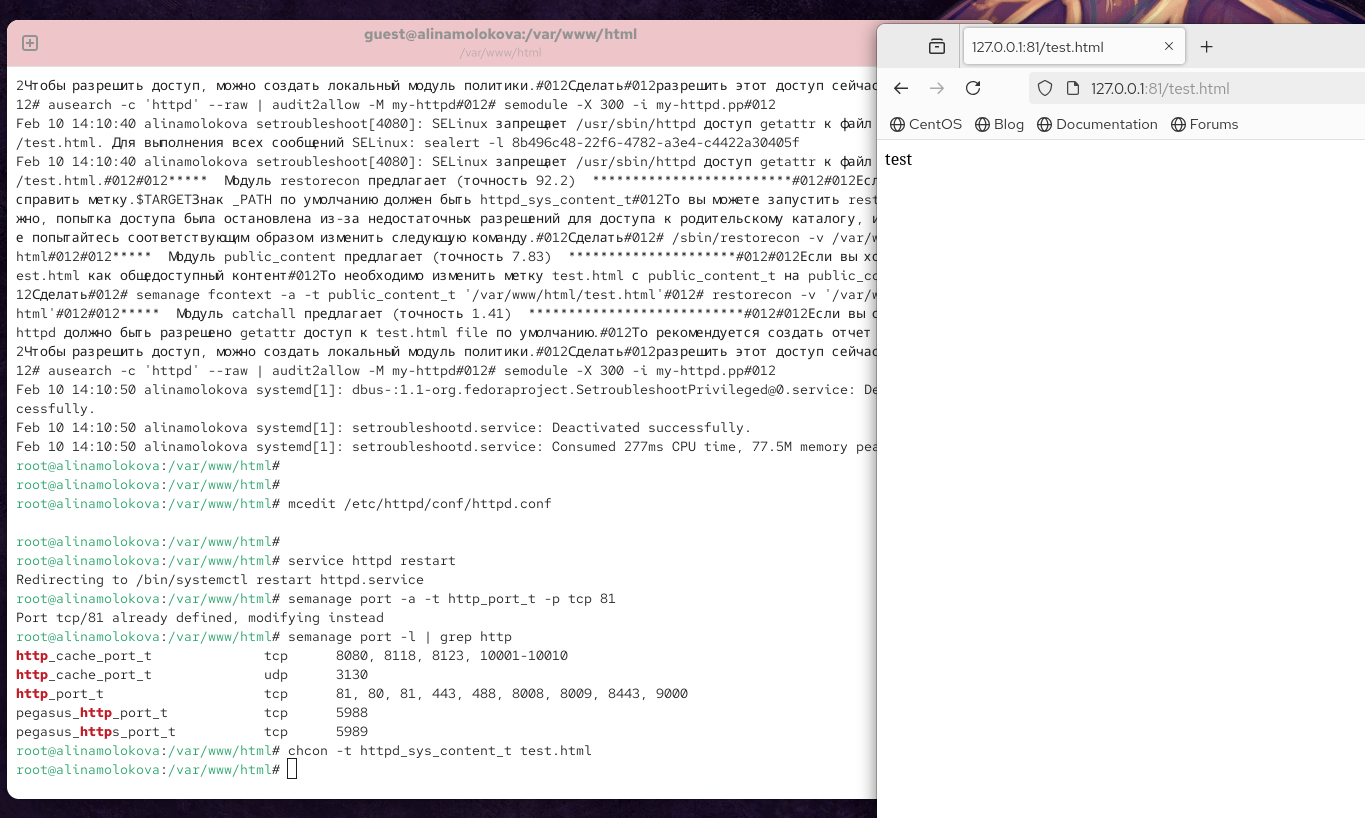 guest@alinamolokova:/var/www/html
/var/www/html
2Чтобы разрешить доступ, можно создать локальный модуль политики.#012Сделать#012разрешить этот доступ сейчас
12# ausearch -c 'httpd' --raw | audit2allow -M my-httpd#012# semodule -X 300 -i my-httpd.pp#012
Feb 10 14:10:40 alinamolokova setroubleshoot[4080]: SELinux запрещает /usr/sbin/httpd доступ getattr к файл
/test.html. Для выполнения всех сообщений SELinux: sealert -l 8b496c48-22f6-4782-a3e4-c4422a30405f
Feb 10 14:10:40 alinamolokova setroubleshoot[4080]: SELinux запрещает /usr/sbin/httpd доступ getattr к файл
/test.html.#012#012***** Модуль restorecon предлагает (точность 92.2) *************************#012#012Есл
справить метку.$TARGETЗнак _PATH по умолчанию должен быть httpd_sys_content_t#012То вы можете запустить rest
жно, попытка доступа была остановлена из-за недостаточных разрешений для доступа к родительскому каталогу, и
е попытайтесь соответствующим образом изменить следующую команду.#012Сделать#012# /sbin/restorecon -v /var/w
html#012#012***** Модуль public_content предлагает (точность 7.83) *********************#012#012Если вы хо
est.html как общедоступный контент#012То необходимо изменить метку test.html с public_content_t на public_co
12Сделать#012# semanage fcontext -a -t public_content_t '/var/www/html/test.html'#012# restorecon -v '/var/w
html'#012#012***** Модуль catchall предлагает (точность 1.41) ***************************#012#012Если вы с
httpd должно быть разрешено getattr доступ к test.html file по умолчанию.#012То рекомендуется создать отчет
2Чтобы разрешить доступ, можно создать локальный модуль политики.#012Сделать#012разрешить этот доступ сейчас
12# ausearch -c 'httpd' --raw | audit2allow -M my-httpd#012# semodule -X 300 -i my-httpd.pp#012
Feb 10 14:10:50 alinamolokova systemd[1]: dbus-:1.1-org.fedoraproject.SetroubleshootPrivileged@0.service: De
cessfully.
Feb 10 14:10:50 alinamolokova systemd[1]: setroubleshootd.service: Deactivated successfully.
Feb 10 14:10:50 alinamolokova systemd[1]: setroubleshootd.service: Consumed 277ms CPU time, 77.5M memory pea
root@alinamolokova:/var/www/html#
root@alinamolokova:/var/www/html#
root@alinamolokova:/var/www/html# mcedit /etc/httpd/conf/httpd.conf
root@alinamolokova:/var/www/html#
root@alinamolokova:/var/www/html# service httpd restart
Redirecting to /bin/systemctl restart httpd.service
root@alinamolokova:/var/www/html# semanage port -a -t http_port_t -p tcp 81
Port tcp/81 already defined, modifying instead
root@alinamolokova:/var/www/html# semanage port -l | grep http
http_cache_port_t tcp 8080, 8118, 8123, 10001-10010
http_cache_port_t udp 3130
http_port_t tcp 81, 80, 81, 443, 488, 8008, 8009, 8443, 9000
pegasus_http_port_t tcp 5988
pegasus_https_port_t tcp 5989
root@alinamolokova:/var/www/html# chcon -t httpd_sys_content_t test.html
root@alinamolokova:/var/www/html#
127.0.0.1:81/test.html
127.0.0.1:81/test.html
CentOS Blog Documentation Forums
test